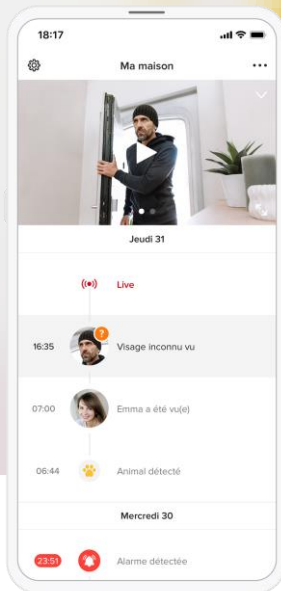 18:17
Ma maison
Jeudi 31
Live
16:35 ? Visage inconnu vu
07:00 Emma a été vu(e)
06:44 Animal détecté
Mercredi 30
23:51 Alarme détectée